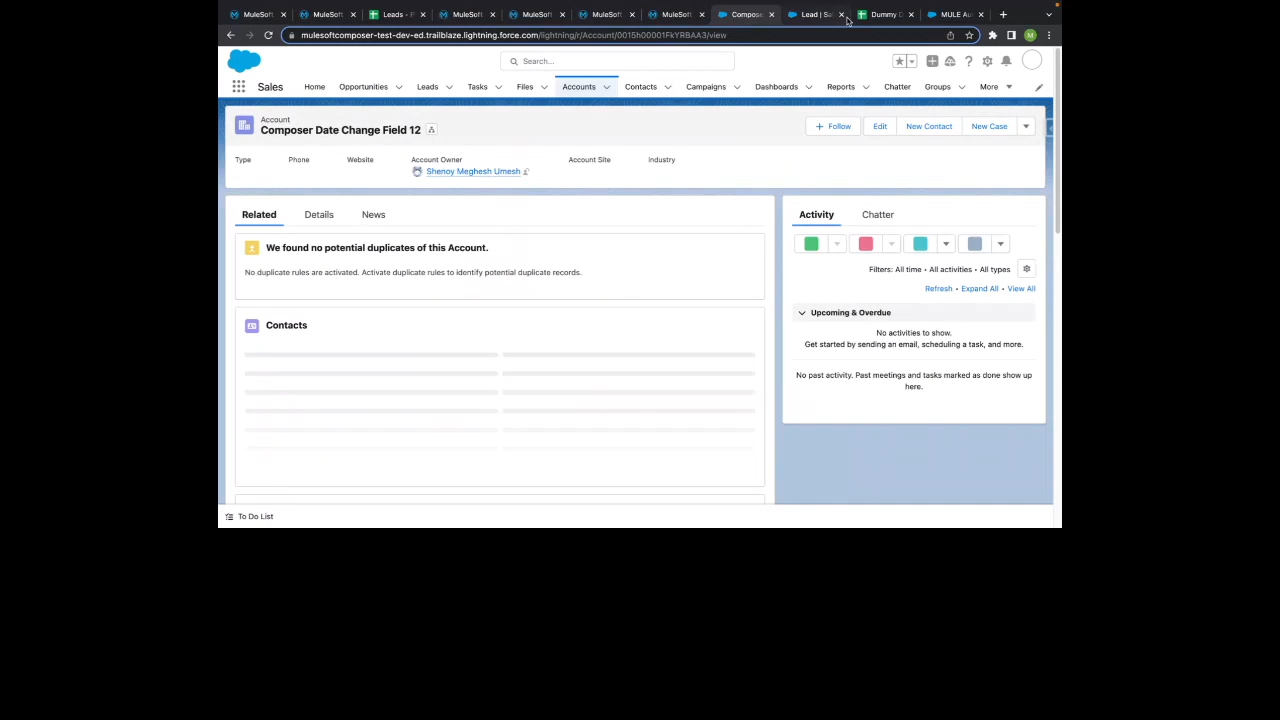 MuleSoft
MuleSoft
Leads - F
MuleSoft
MuleSoft
MuleSoft
MuleSoft
Compose
Lead | Sa
Dummy D
MULE Au
mulesoftcomposer-test-dev-ed.trailblaze.lightning.force.com/lightning/r/Account/0015h00001FkYRBAA3/view
M
Search...
Sales
Home
Opportunities
Leads
Tasks
Files
Accounts
Contacts
Campaigns
Dashboards
Reports
Chatter
Groups
More
Account
Composer Date Change Field 12
Follow
Edit
New Contact
New Case
Type
Phone
Website
Account Owner
Account Site
Industry
Shenoy Meghesh Umesh
Related
Details
News
We found no potential duplicates of this Account.
No duplicate rules are activated. Activate duplicate rules to identify potential duplicate records.
Contacts
Activity
Chatter
Filters: All time • All activities • All types
Refresh • Expand All • View All
Upcoming & Overdue
No activities to show.
Get started by sending an email, scheduling a task, and more.
No past activity. Past meetings and tasks marked as done show up
here.
To Do List